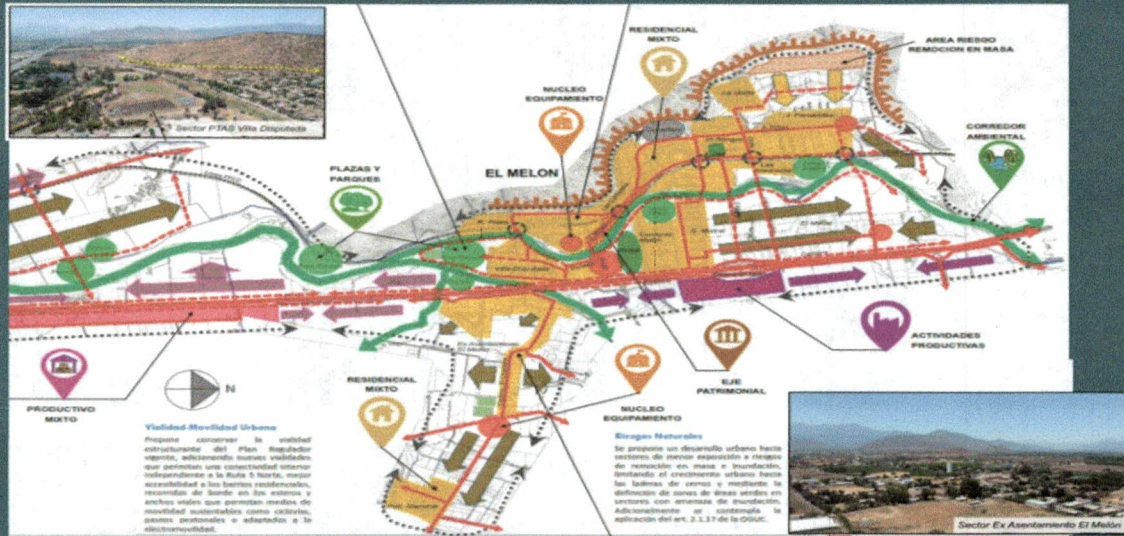 Sector PTAS Villa Disputada
RESIDENCIAL
MIXTO
AREA RIESGO
REMOCION EN MASA
NUCLEO
EQUIPAMIENTO
CORREDOR
AMBIENTAL
PLAZAS Y
PARQUES
EL MELON
ACTIVIDADES
PRODUCTIVAS
PRODUCTIVO
MIXTO
N
RESIDENCIAL
MIXTO
NUCLEO
EQUIPAMIENTO
EJE
PATRIMONIAL
Ex Asentamiento
El Melón
Vialidad-Movilidad Urbana
Propone conservar la vialidad
estructurante del Plan Regulador
vigente, adicionando nuevas vialidades
que permitan una conectividad interior
independiente a la Ruta 5 Norte, mejor
accesibilidad a los barrios residenciales,
recorridos de borde en los esteros y
anchos viales que permitan medios de
movilidad sustentables como ciclovías,
paseos peatonales o adaptados a la
electromovilidad.
Riesgos Naturales
Se propone un desarrollo urbano hacia
sectores de menor exposición a riesgos
de remoción en masa e inundación,
limitando el crecimiento urbano hacia
las laderas de cerros y mediante la
definición de zonas de áreas verdes en
sectores con amenaza de inundación.
Adicionalmente se contempla la
aplicación del art. 2.1.17 de la OGUC.
Sector Ex Asentamiento El Melón